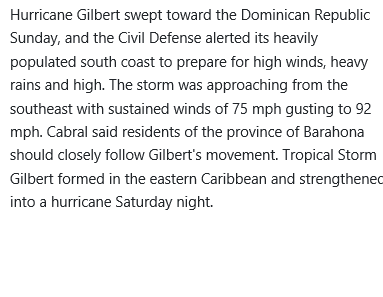 Hurricane Gilbert swept toward the Dominican Republic
Sunday, and the Civil Defense alerted its heavily
populated south coast to prepare for high winds, heavy
rains and high. The storm was approaching from the
southeast with sustained winds of 75 mph gusting to 92
mph. Cabral said residents of the province of Barahona
should closely follow Gilbert's movement. Tropical Storm
Gilbert formed in the eastern Caribbean and strengthened
into a hurricane Saturday night.